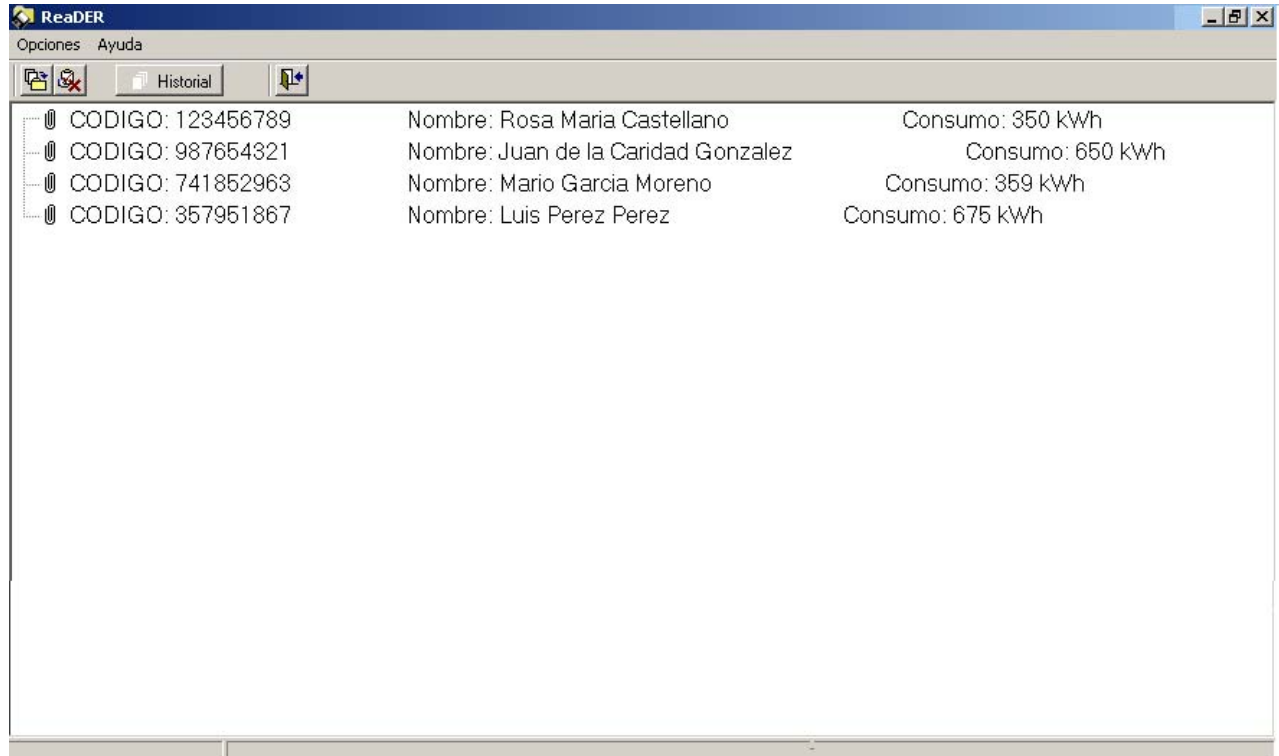 ReaDER
Opciones Ayuda
Historial
CODIGO: 123456789 Nombre: Rosa Maria Castellano Consumo: 350 kWh
CODIGO: 987654321 Nombre: Juan de la Caridad Gonzalez Consumo: 650 kWh
CODIGO: 741852963 Nombre: Mario Garcia Moreno Consumo: 359 kWh
CODIGO: 357951867 Nombre: Luis Perez Perez Consumo: 675 kWh